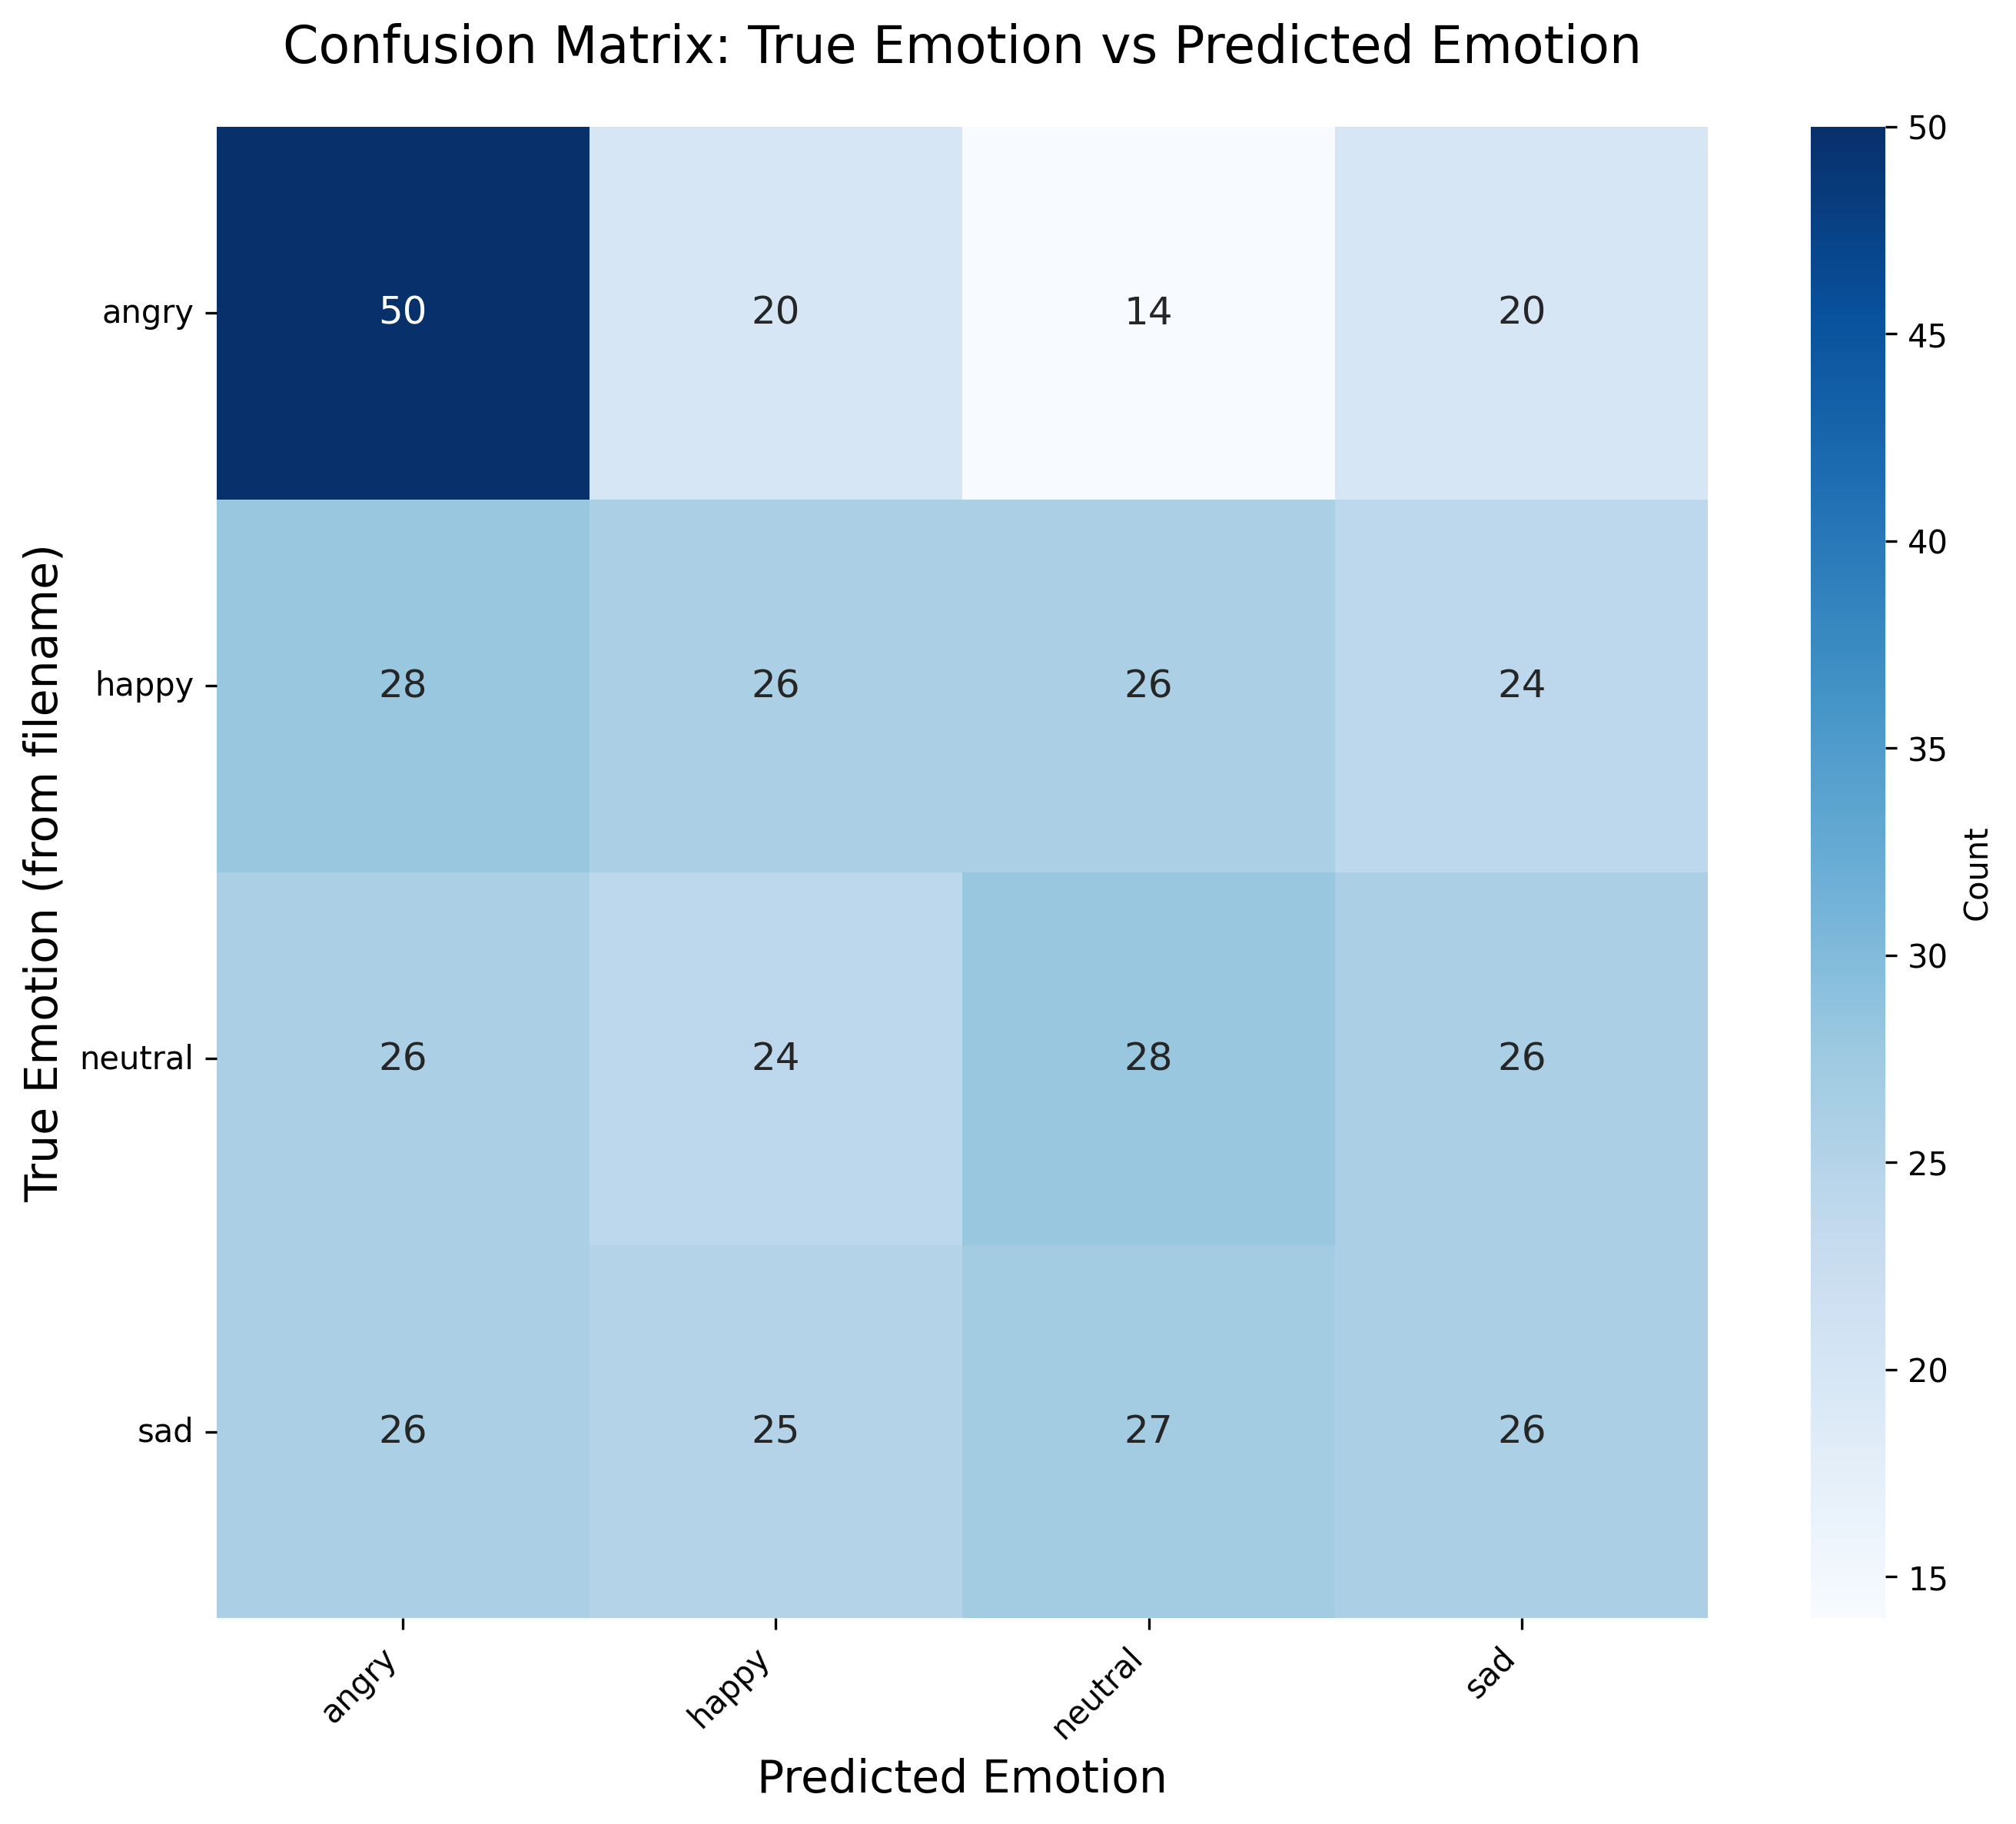 Confusion Matrix: True Emotion vs Predicted Emotion
True Emotion (from filename)
angry
50 20 14 20
happy
28 26 26 24
neutral
26 24 28 26
sad
26 25 27 26
angry
happy
neutral
sad
Predicted Emotion
50
45
40
35
30
25
20
15
Count